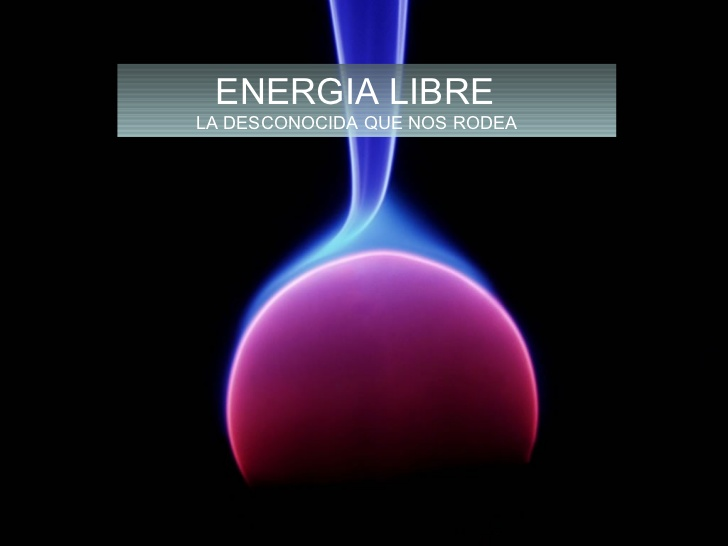 ENERGIA LIBRE
LA DESCONOCIDA QUE NOS RODEA